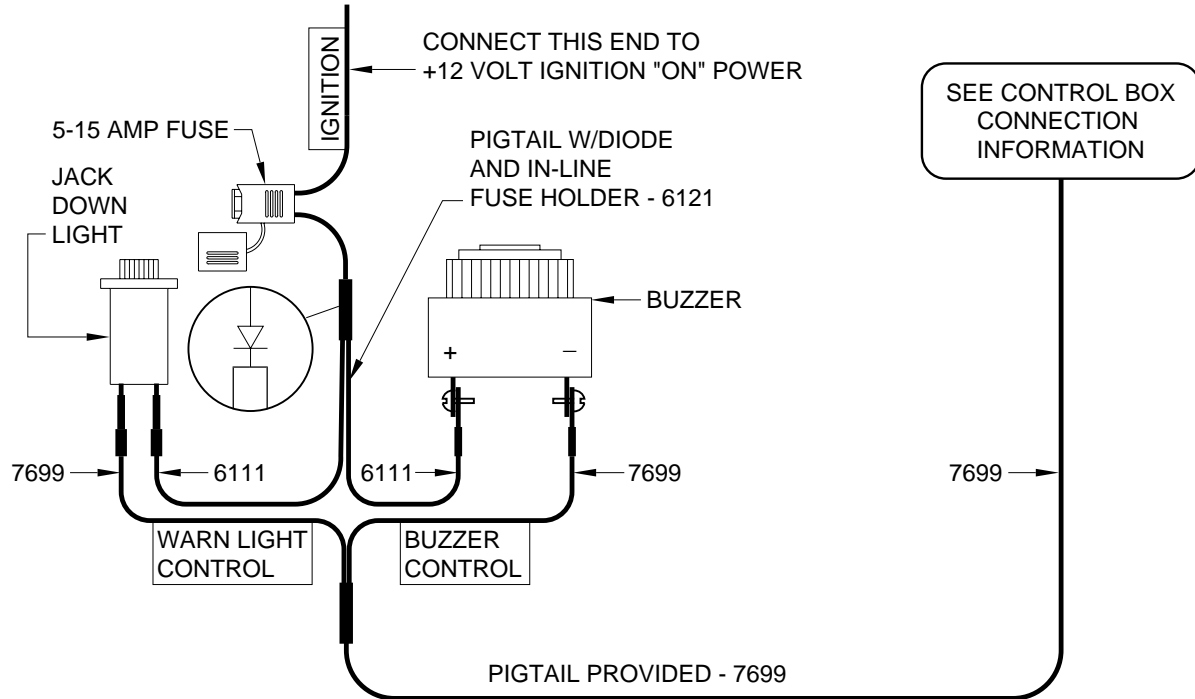 IGNITION
CONNECT THIS END TO
+12 VOLT IGNITION "ON" POWER
SEE CONTROL BOX
CONNECTION
INFORMATION
5-15 AMP FUSE
PIGTAIL W/DIODE
AND IN-LINE
FUSE HOLDER - 6121
JACK
DOWN
LIGHT
BUZZER
+ –
7699
6111
6111
7699
7699
WARN LIGHT
CONTROL
BUZZER
CONTROL
PIGTAIL PROVIDED - 7699